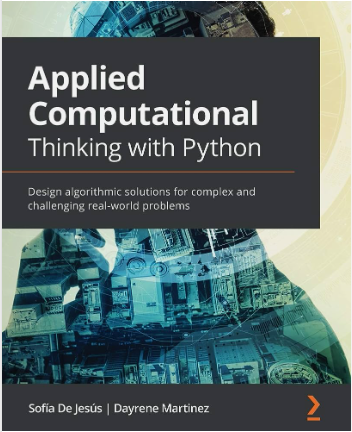 Applied
Computational
Thinking with Python
Design algorithmic solutions for complex and
challenging real-world problems
Sofía De Jesús | Dayrene Martinez